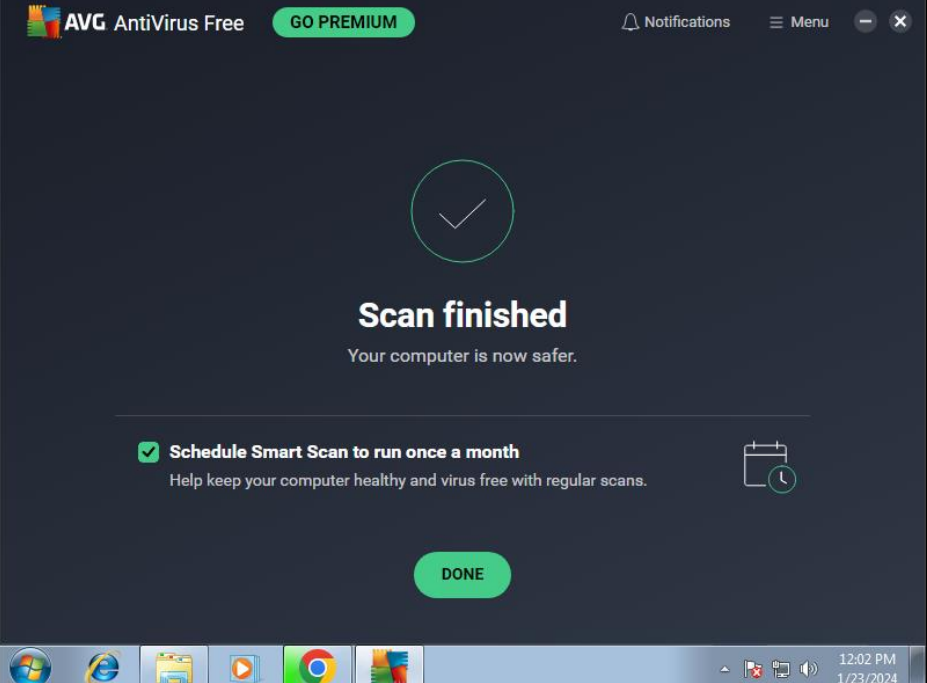 AVG AntiVirus Free GO PREMIUM Notifications Menu
Scan finished
Your computer is now safer.
Schedule Smart Scan to run once a month
Help keep your computer healthy and virus free with regular scans.
DONE
12:02 PM
1/23/2024